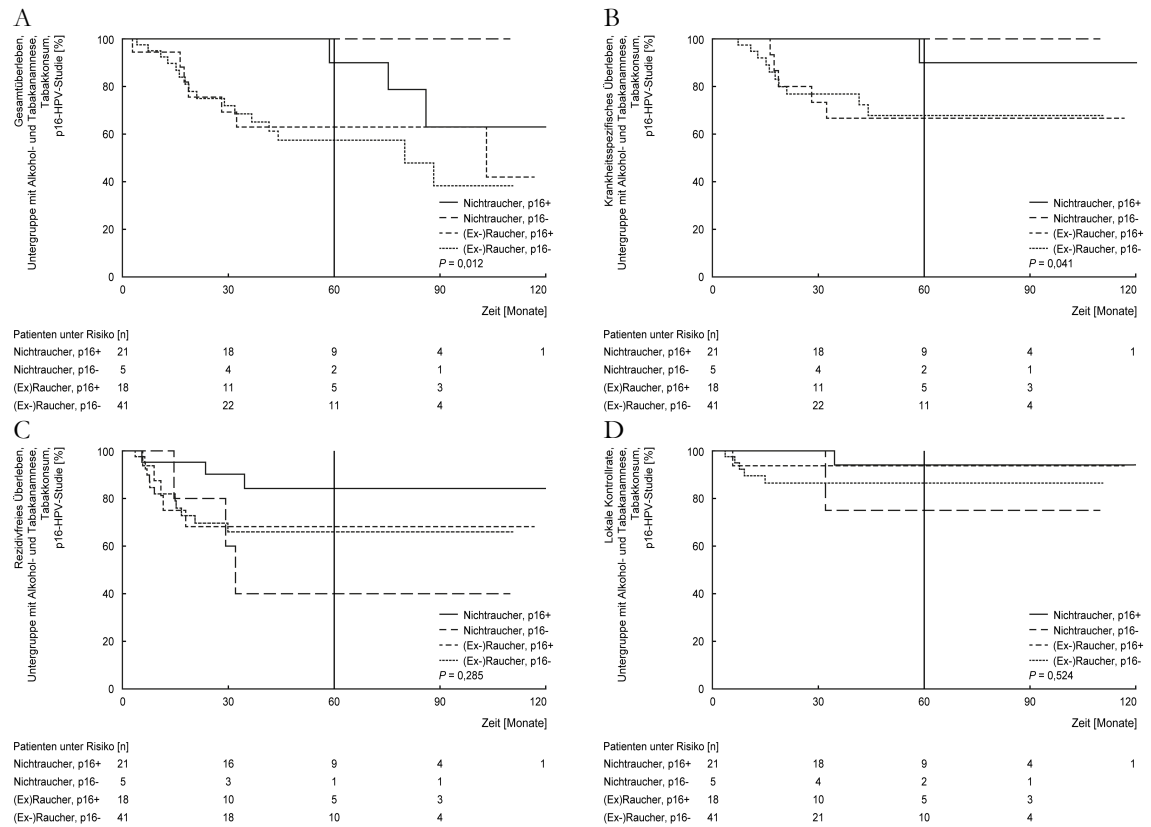 A
Gesamtüberleben,
Untergruppe mit Alkohol- und Tabakanamnese,
Tabakkonsum,
p16-HPV-Studie [%]
100
80
60
40
20
0
Nichtraucher, p16+
Nichtraucher, p16-
(Ex-)Raucher, p16+
(Ex-)Raucher, p16-
P = 0,012
0 30 60 90 120
Zeit [Monate]
Patienten unter Risiko [n]
Nichtraucher, p16+ 21 18 9 4 1
Nichtraucher, p16- 5 4 2 1
(Ex)Raucher, p16+ 18 11 5 3
(Ex-)Raucher, p16- 41 22 11 4
B
Krankheitsspezifisches Überleben,
Untergruppe mit Alkohol- und Tabakanamnese,
Tabakkonsum,
p16-HPV-Studie [%]
100
80
60
40
20
0
Nichtraucher, p16+
Nichtraucher, p16-
(Ex-)Raucher, p16+
(Ex-)Raucher, p16-
P = 0,041
0 30 60 90 120
Zeit [Monate]
Patienten unter Risiko [n]
Nichtraucher, p16+ 21 18 9 4 1
Nichtraucher, p16- 5 4 2 1
(Ex)Raucher, p16+ 18 11 5 3
(Ex-)Raucher, p16- 41 22 11 4
C
Rezidivfreies Überleben,
Untergruppe mit Alkohol- und Tabakanamnese,
Tabakkonsum,
p16-HPV-Studie [%]
100
80
60
40
20
0
Nichtraucher, p16+
Nichtraucher, p16-
(Ex-)Raucher, p16+
(Ex-)Raucher, p16-
P = 0,285
0 30 60 90 120
Zeit [Monate]
Patienten unter Risiko [n]
Nichtraucher, p16+ 21 16 9 4 1
Nichtraucher, p16- 5 3 1 1
(Ex)Raucher, p16+ 18 10 5 3
(Ex-)Raucher, p16- 41 18 10 4
D
Lokale Kontrollrate,
Untergruppe mit Alkohol- und Tabakanamnese,
Tabakkonsum,
p16-HPV-Studie [%]
100
80
60
40
20
0
Nichtraucher, p16+
Nichtraucher, p16-
(Ex-)Raucher, p16+
(Ex-)Raucher, p16-
P = 0,524
0 30 60 90 120
Zeit [Monate]
Patienten unter Risiko [n]
Nichtraucher, p16+ 21 18 9 4 1
Nichtraucher, p16- 5 4 2 1
(Ex)Raucher, p16+ 18 10 5 3
(Ex-)Raucher, p16- 41 21 10 4